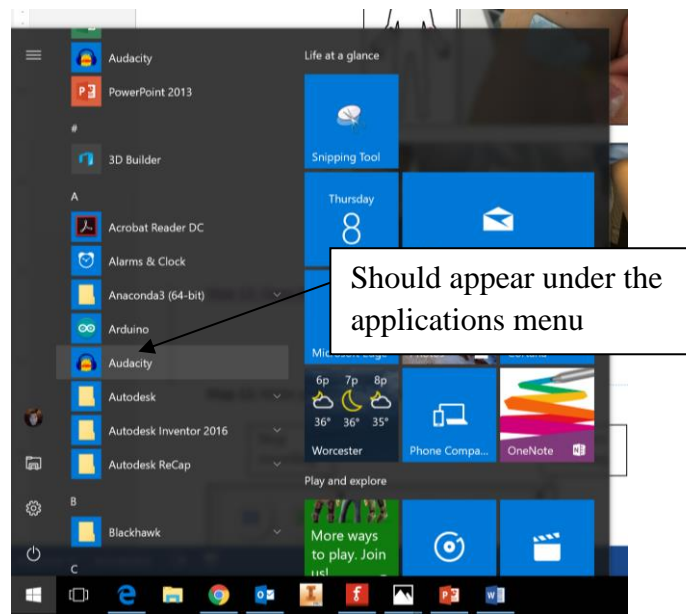 Audacity
PowerPoint 2013
#
3D Builder
A
Acrobat Reader DC
Alarms & Clock
Anaconda3 (64-bit)
Arduino
Audacity
Autodesk
Autodesk Inventor 2016
Autodesk ReCap
B
Blackhawk
C
Life at a glance
Snipping Tool
Thursday
8
Should appear under the
applications menu
6p 7p 8p
36° 36° 35°
Worcester
Phone Compa...
OneNote
Play and explore
More ways
to play. Join
us!